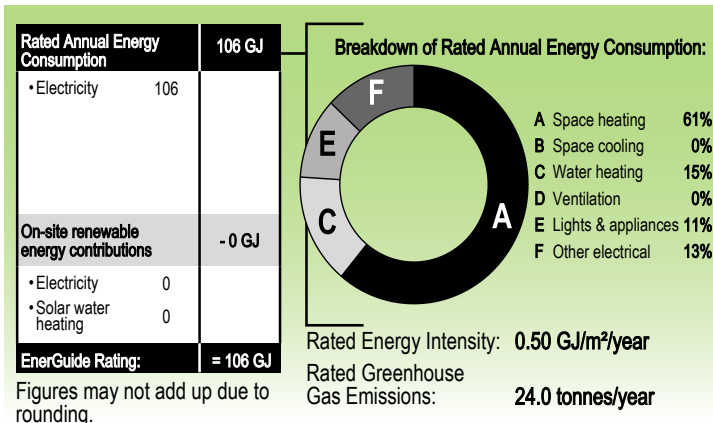 Rated Annual Energy Consumption 106 GJ
• Electricity 106
On-site renewable energy contributions - 0 GJ
• Electricity 0
• Solar water heating 0
EnerGuide Rating: = 106 GJ
Figures may not add up due to
rounding.
Breakdown of Rated Annual Energy Consumption:
F
E
C
A
A Space heating 61%
B Space cooling 0%
C Water heating 15%
D Ventilation 0%
E Lights & appliances 11%
F Other electrical 13%
Rated Energy Intensity: 0.50 GJ/m²/year
Rated Greenhouse
Gas Emissions: 24.0 tonnes/year